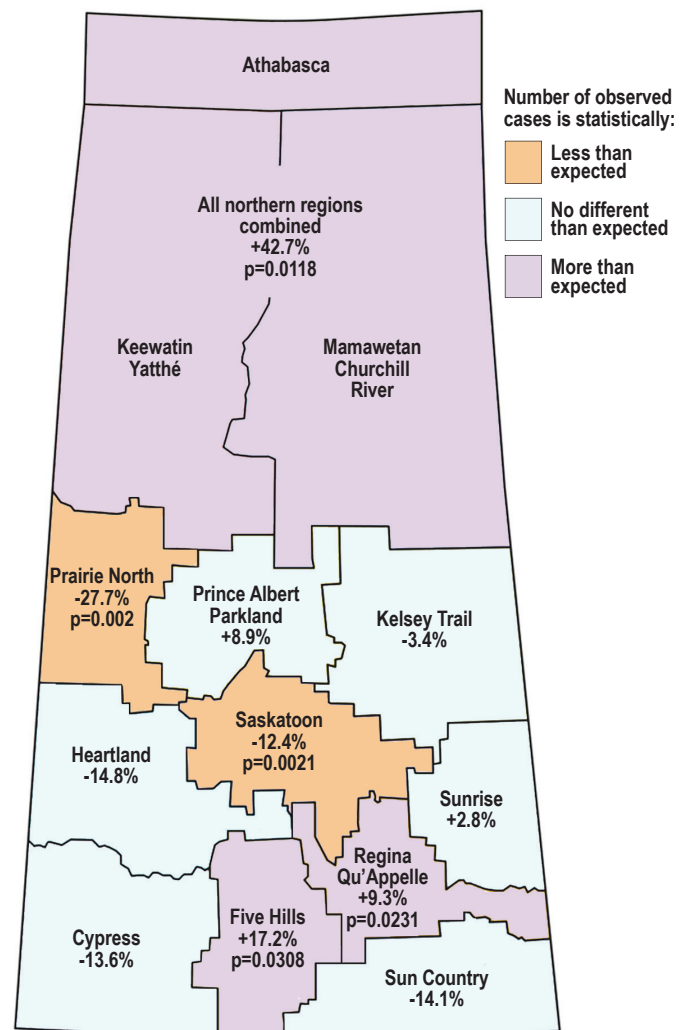 Athabasca
Number of observed
cases is statistically:
Less than
expected
No different
than expected
More than
expected
All northern regions
combined
+42.7%
p=0.0118
Keewatin
Yatthé
Mamawetan
Churchill
River
Prairie North
-27.7%
p=0.002
Prince Albert
Parkland
+8.9%
Kelsey Trail
-3.4%
Saskatoon
-12.4%
p=0.0021
Heartland
-14.8%
Sunrise
+2.8%
Regina
Qu’Appelle
+9.3%
p=0.0231
Five Hills
+17.2%
p=0.0308
Cypress
-13.6%
Sun Country
-14.1%